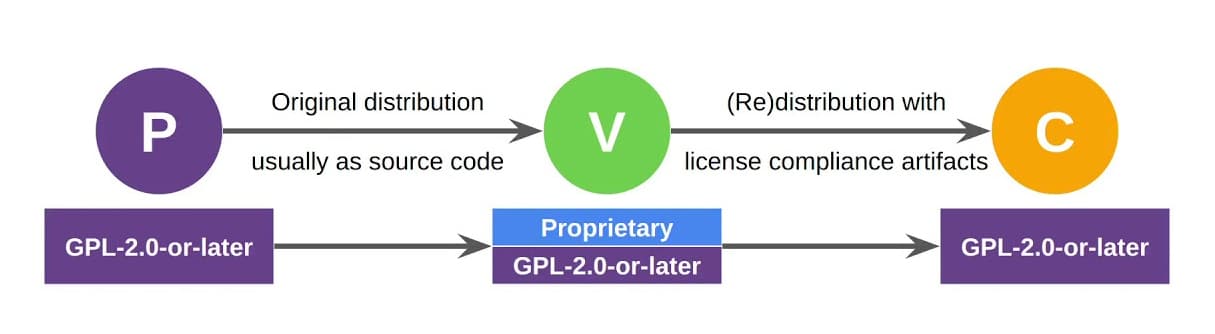 P
Original distribution
usually as source code
V
(Re)distribution with
license compliance artifacts
C
GPL-2.0-or-later
Proprietary
GPL-2.0-or-later
GPL-2.0-or-later